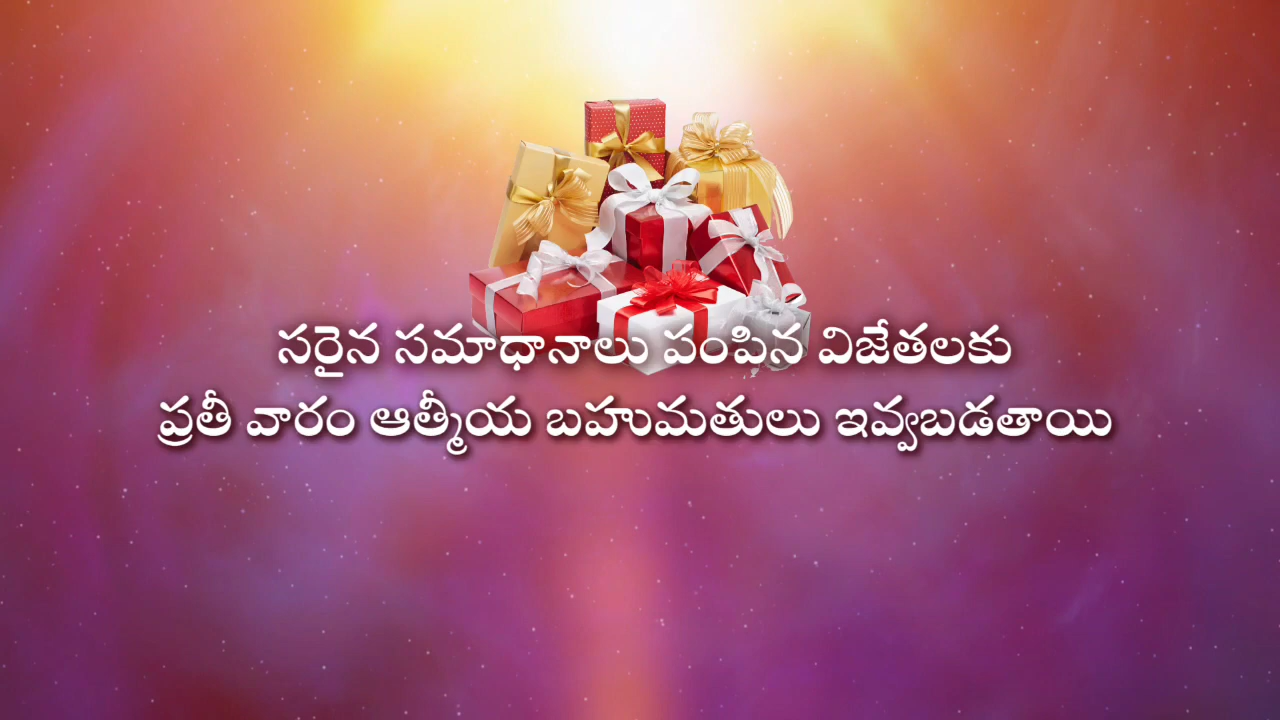 సరైన సమాధానాలు పంపిన విజేతలకు
ప్రతీ వారం ఆత్మీయ బహుమతులు ఇవ్వబడతాయి